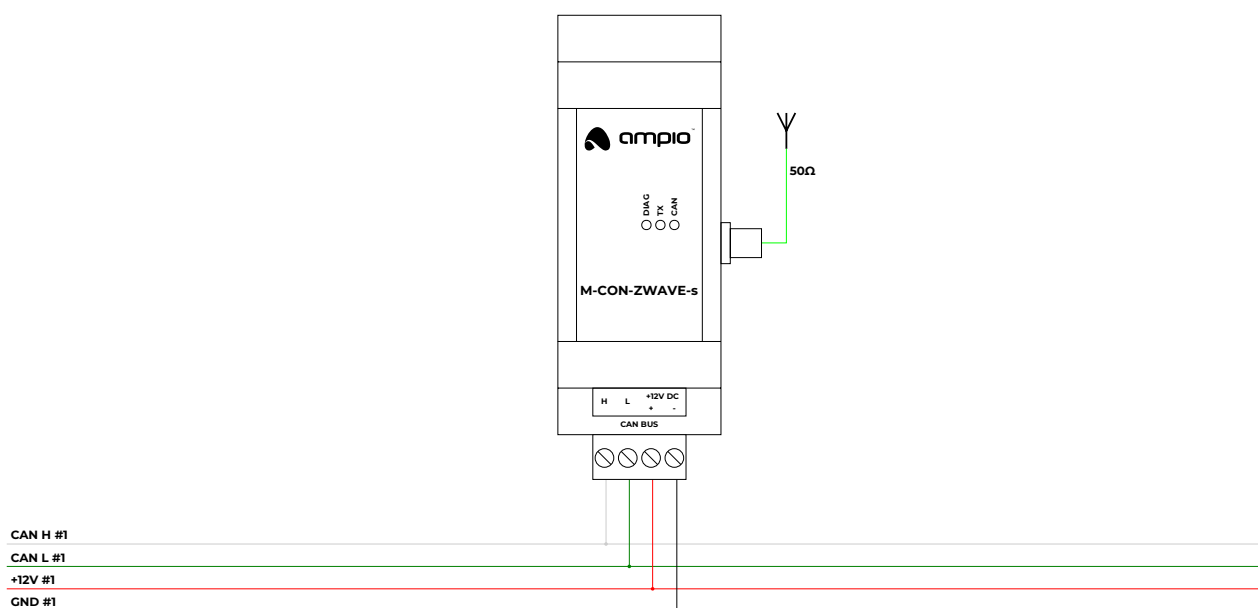 ampio
50Ω
DIAG
TX
CAN
M-CON-ZWAVE-s
H L +12V DC
+ -
CAN BUS
CAN H #1
CAN L #1
+12V #1
GND #1